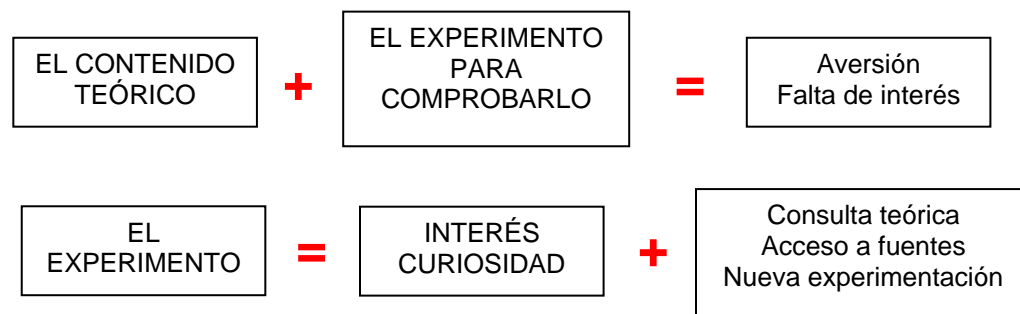 EL CONTENIDO
TEÓRICO
+
EL EXPERIMENTO
PARA
COMPROBARLO
=
Aversión
Falta de interés
EL
EXPERIMENTO
=
INTERÉS
CURIOSIDAD
+
Consulta teórica
Acceso a fuentes
Nueva experimentación